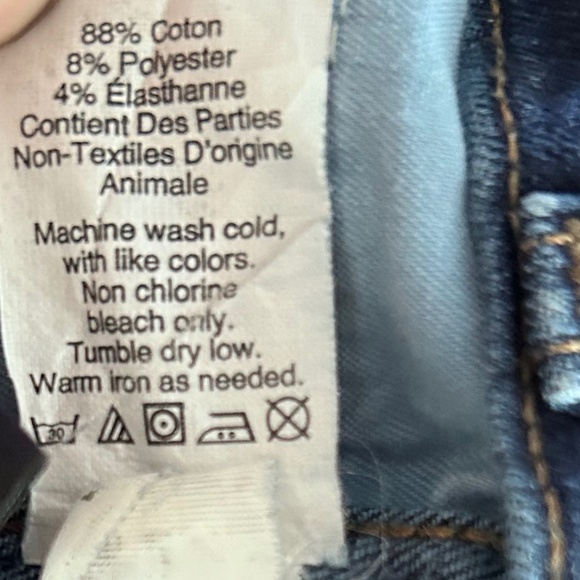 88% Coton
8% Polyester
4% Élasthanne
Contient Des Parties
Non-Textiles D'origine
Animale
Machine wash cold,
with like colors.
Non chlorine
bleach only.
Tumble dry low.
Warm iron as needed.
30